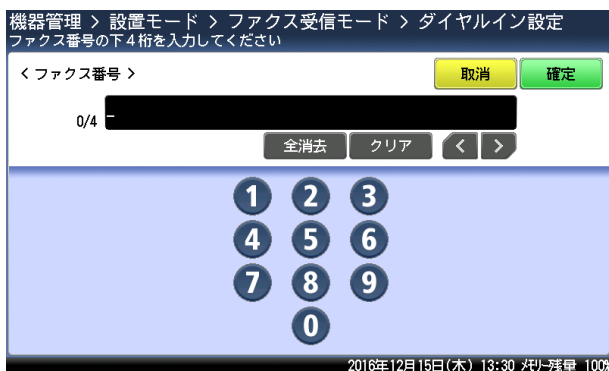 機器管理 > 設置モード > ファクス受信モード > ダイヤルイン設定
ファクス番号の下4桁を入力してください
<ファクス番号>
取消
確定
0/4
全消去
クリア
<
>
1
2
3
4
5
6
7
8
9
0
2016年12月15日(木) 13:30 メモリー残量 100%